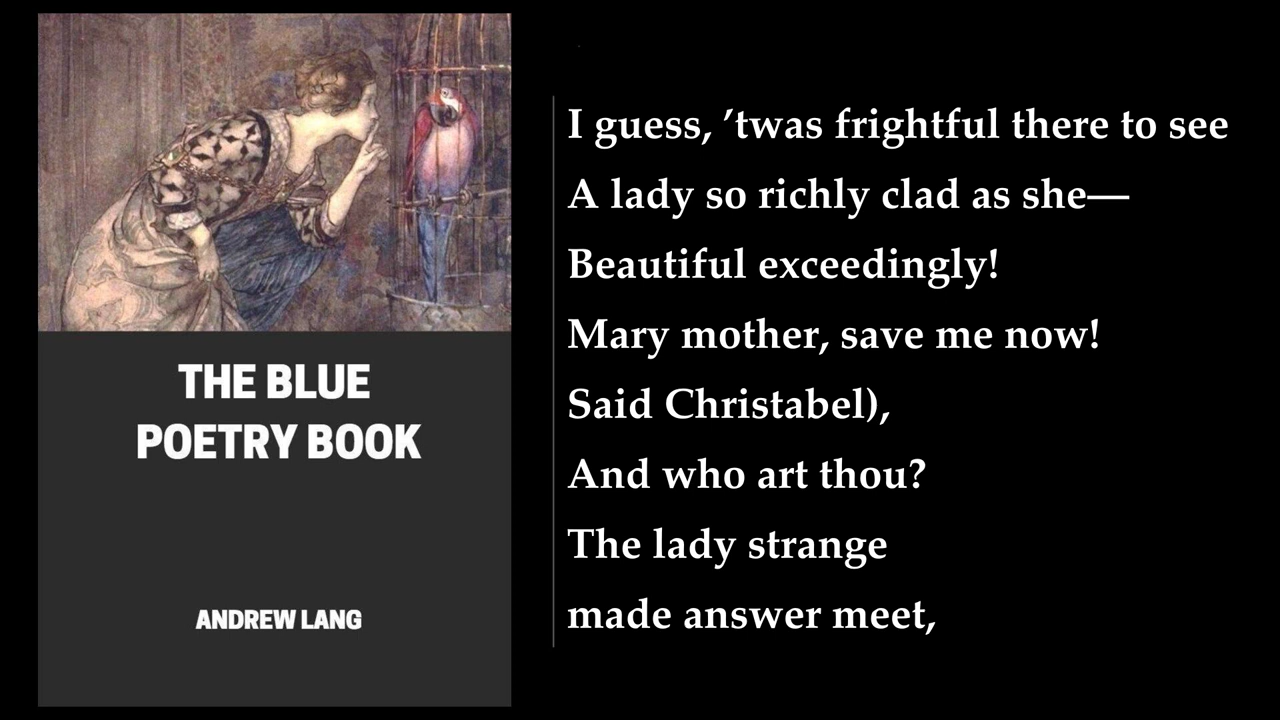 THE BLUE
POETRY BOOK
ANDREW LANG
I guess, ’twas frightful there to see
A lady so richly clad as she—
Beautiful exceedingly!
Mary mother, save me now!
Said Christabel),
And who art thou?
The lady strange
made answer meet,